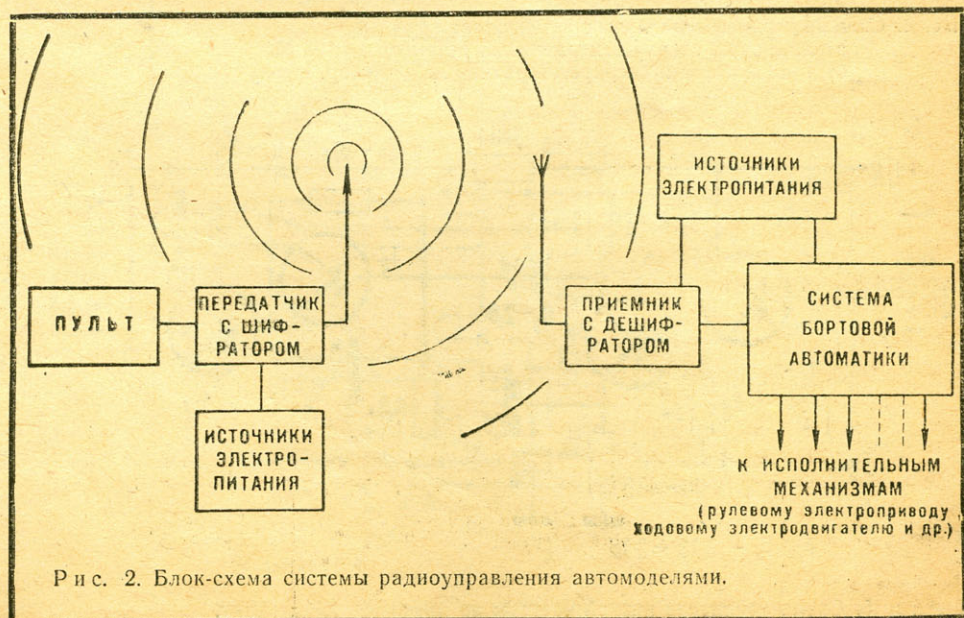 ПУЛЬТ
ПЕРЕДАТЧИК
С ШИФ-
РАТОРОМ
ИСТОЧНИКИ
ЭЛЕКТРО-
ПИТАНИЯ
ПРИЕМНИК
С ДЕШИФ-
РАТОРОМ
ИСТОЧНИКИ
ЭЛЕКТРОПИТАНИЯ
СИСТЕМА
БОРТОВОЙ
АВТОМАТИКИ
К ИСПОЛНИТЕЛЬНЫМ
МЕХАНИЗМАМ
(рулевому электроприводу
ходовому электродвигателю и др.)
Рис. 2. Блок-схема системы радиоуправления автомоделями.